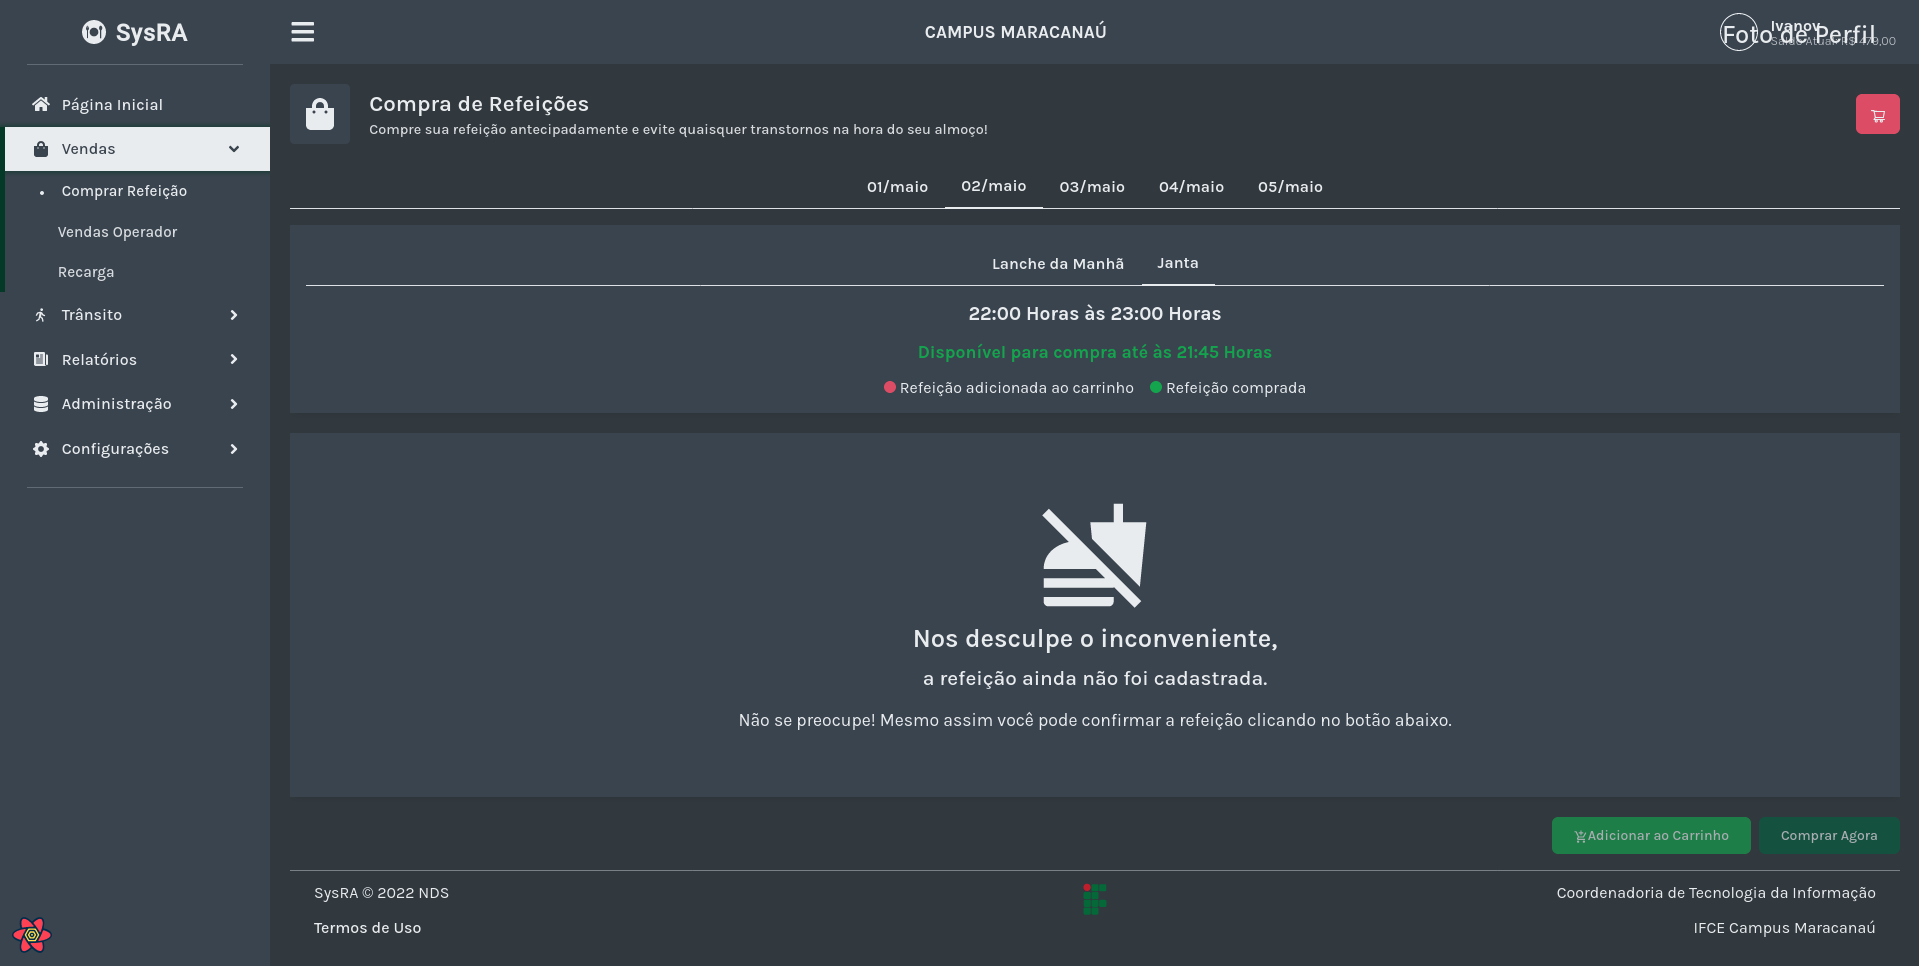 SysRA
CAMPUS MARACANAÚ
Foto de Perfil
Ivanov
Saldo Atual: R$ 479,00
Página Inicial
Vendas
Comprar Refeição
Vendas Operador
Recarga
Trânsito
Relatórios
Administração
Configurações
Compra de Refeições
Compre sua refeição antecipadamente e evite quaisquer transtornos na hora do seu almoço!
01/maio 02/maio 03/maio 04/maio 05/maio
Lanche da Manhã Janta
22:00 Horas às 23:00 Horas
Disponível para compra até às 21:45 Horas
Refeição adicionada ao carrinho Refeição comprada
Nos desculpe o inconveniente,
a refeição ainda não foi cadastrada.
Não se preocupe! Mesmo assim você pode confirmar a refeição clicando no botão abaixo.
Adicionar ao Carrinho Comprar Agora
SysRA © 2022 NDS
Termos de Uso
Coordenadoria de Tecnologia da Informação
IFCE Campus Maracanaú